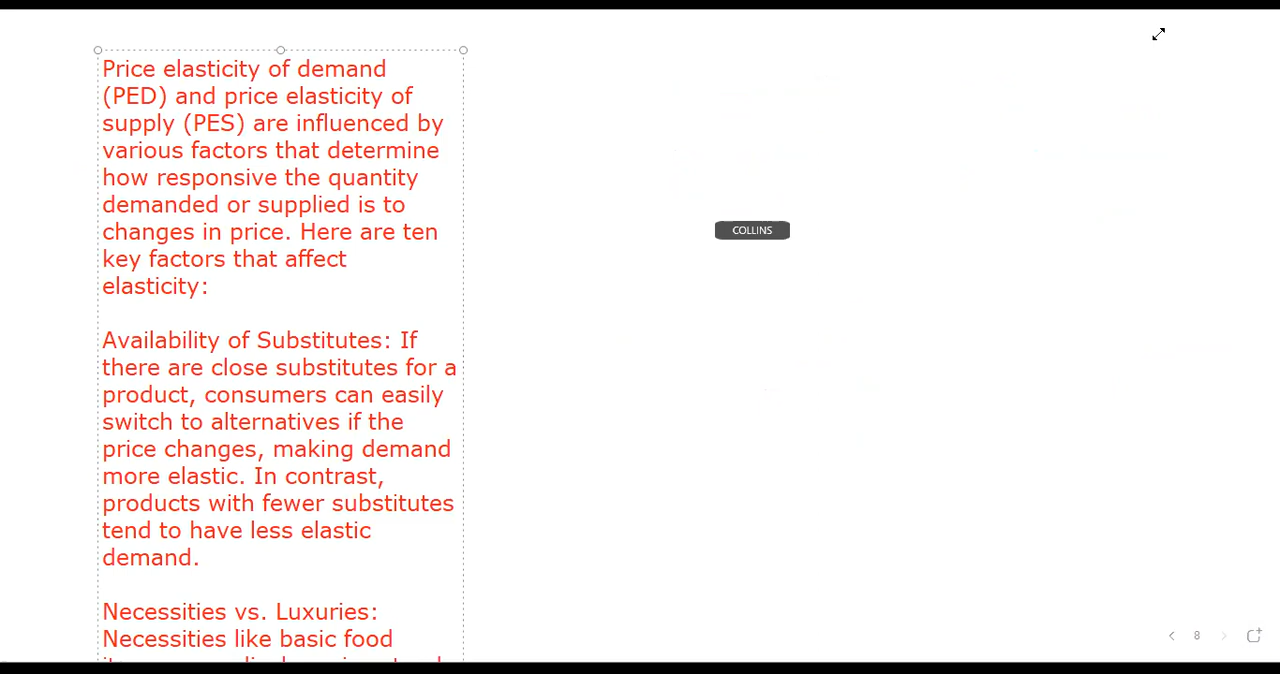 Price elasticity of demand
(PED) and price elasticity of
supply (PES) are influenced by
various factors that determine
how responsive the quantity
demanded or supplied is to
changes in price. Here are ten
key factors that affect
elasticity:
Availability of Substitutes: If
there are close substitutes for a
product, consumers can easily
switch to alternatives if the
price changes, making demand
more elastic. In contrast,
products with fewer substitutes
tend to have less elastic
demand.
Necessities vs. Luxuries:
Necessities like basic food
COLLINS
8